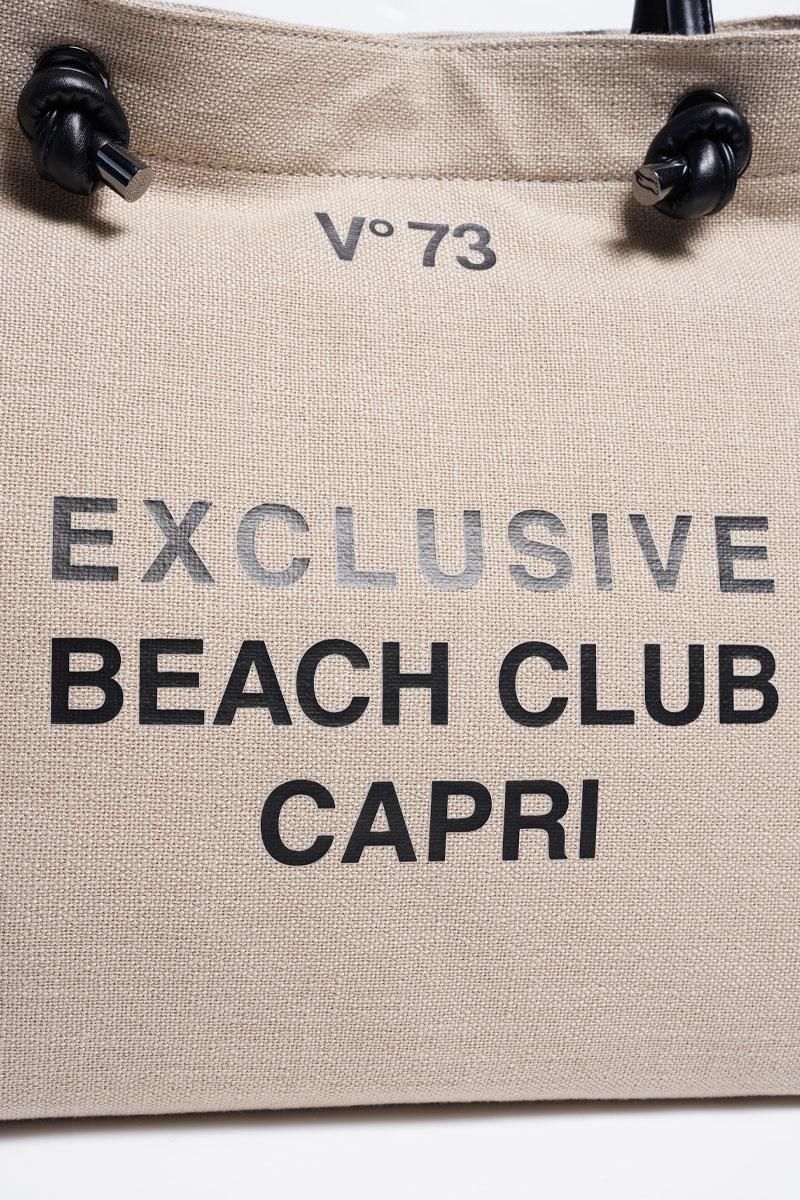 V° 73
EXCLUSIVE
BEACH CLUB
CAPRI